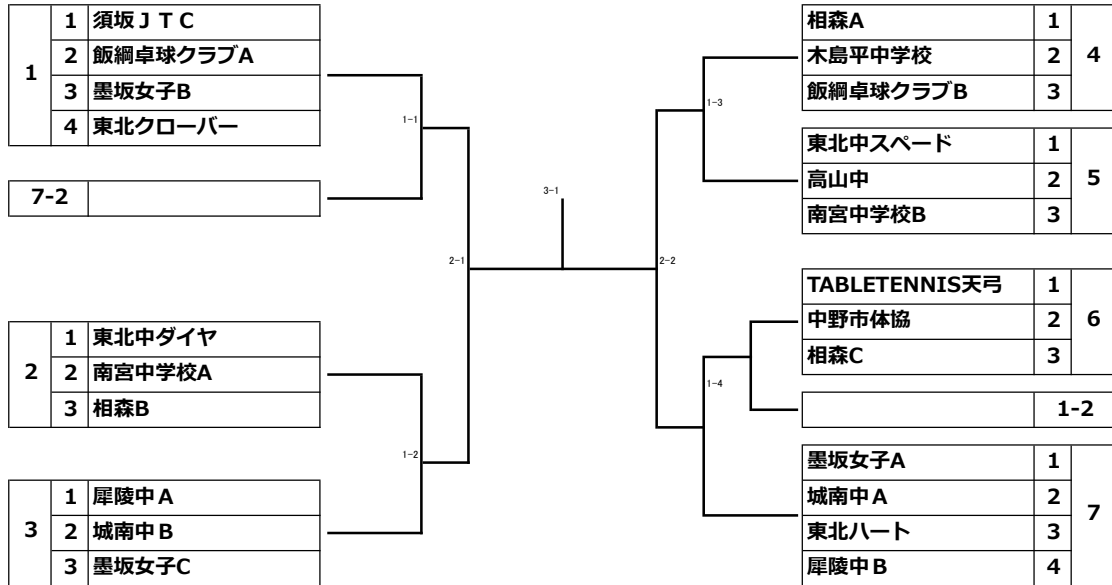 1
1 須坂ＪＴＣ
2 飯綱卓球クラブA
3 墨坂女子B
4 東北クローバー
7-2
2
1 東北中ダイヤ
2 南宮中学校A
3 相森B
3
1 犀陵中Ａ
2 城南中Ｂ
3 墨坂女子C
1-1
1-2
2-1
3-1
2-2
1-3
1-4
相森A 1
木島平中学校 2
飯綱卓球クラブB 3
4
東北中スペード 1
高山中 2
南宮中学校B 3
5
TABLETENNIS天弓 1
中野市体協 2
相森C 3
6
1-2
墨坂女子A 1
城南中Ａ 2
東北ハート 3
犀陵中Ｂ 4
7